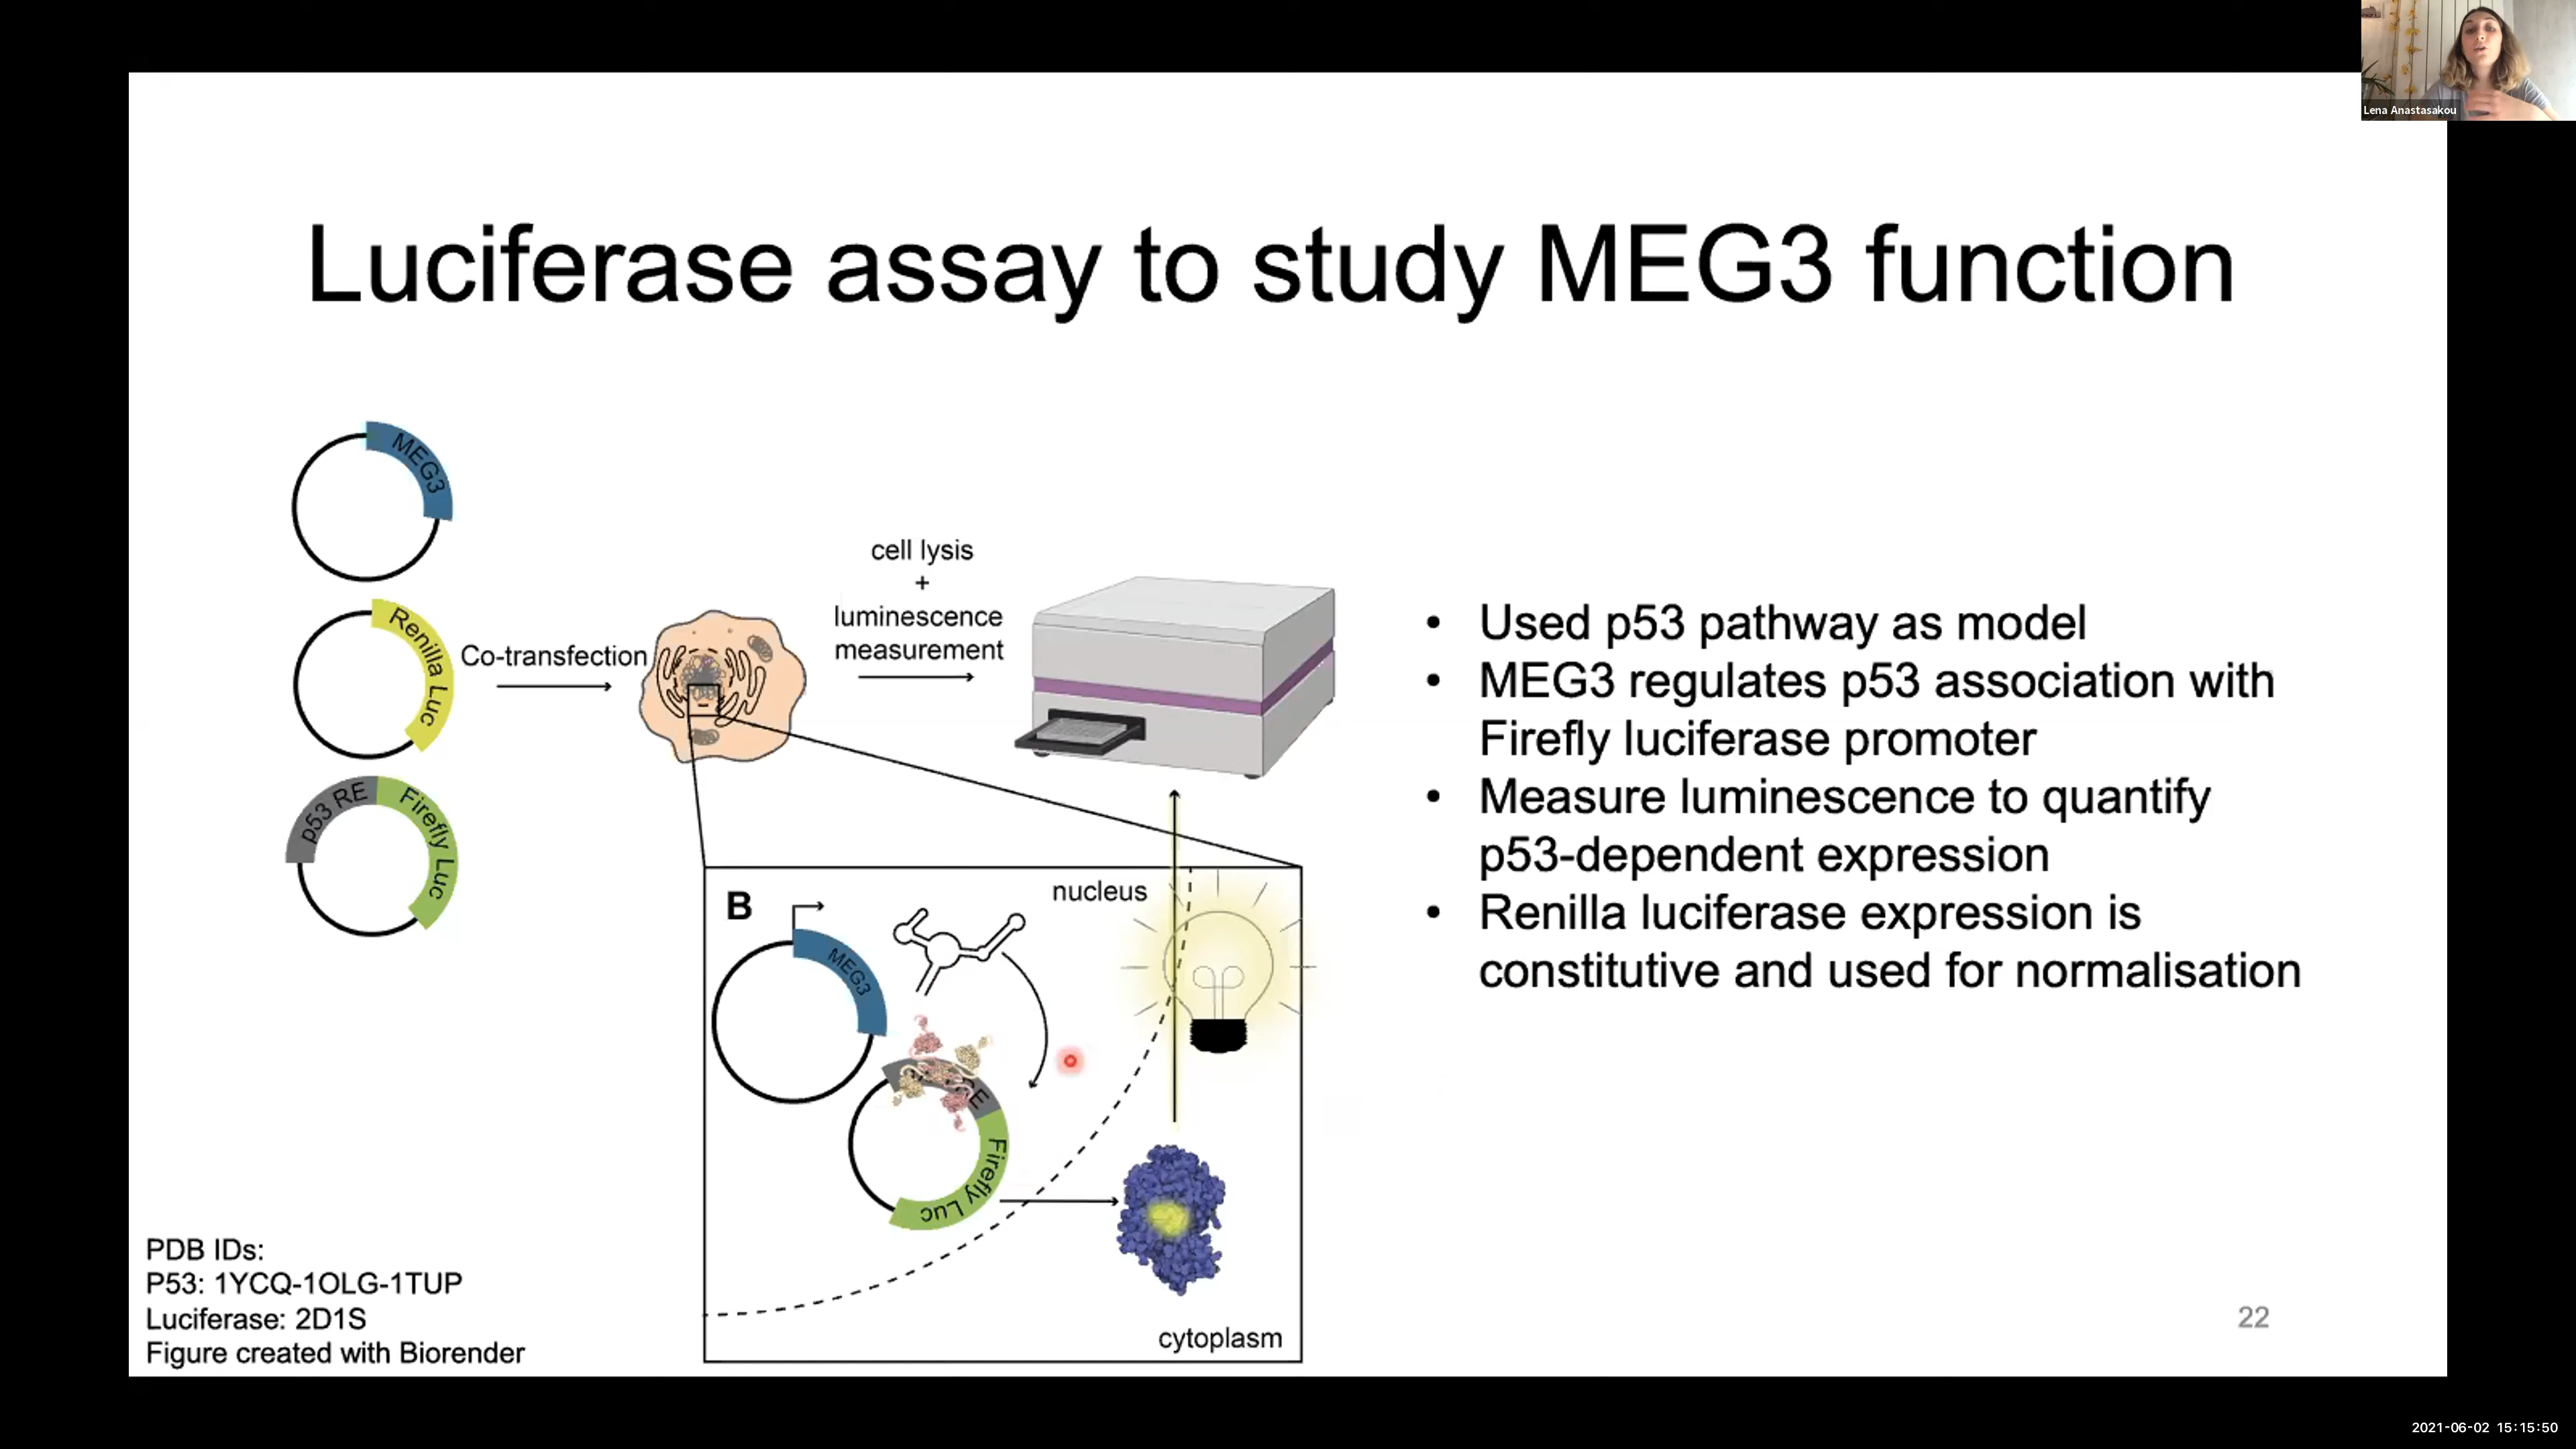 Lena Anastasakou
Luciferase assay to study MEG3 function
MEG3
Renilla Luc
p53 RE
Firefly Luc
Co-transfection
cell lysis
+
luminescence
measurement
• Used p53 pathway as model
• MEG3 regulates p53 association with
Firefly luciferase promoter
• Measure luminescence to quantify
p53-dependent expression
• Renilla luciferase expression is
constitutive and used for normalisation
B
nucleus
MEG3
Firefly Luc
cytoplasm
PDB IDs:
P53: 1YCQ-1OLG-1TUP
Luciferase: 2D1S
Figure created with Biorender
22
2021-06-02 15:15:50